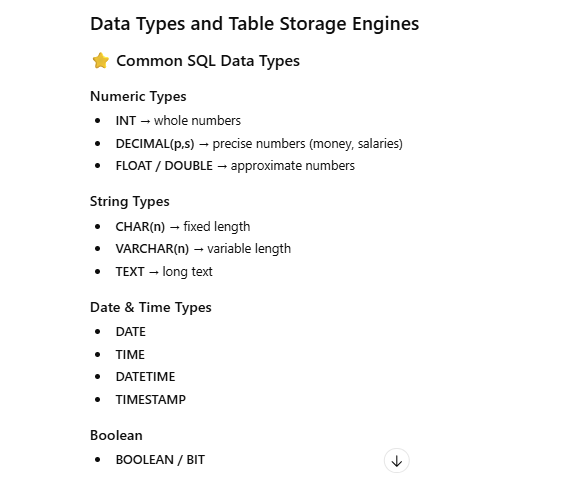 Data Types and Table Storage Engines
⭐ Common SQL Data Types
Numeric Types
• INT → whole numbers
• DECIMAL(p,s) → precise numbers (money, salaries)
• FLOAT / DOUBLE → approximate numbers
String Types
• CHAR(n) → fixed length
• VARCHAR(n) → variable length
• TEXT → long text
Date & Time Types
• DATE
• TIME
• DATETIME
• TIMESTAMP
Boolean
• BOOLEAN / BIT